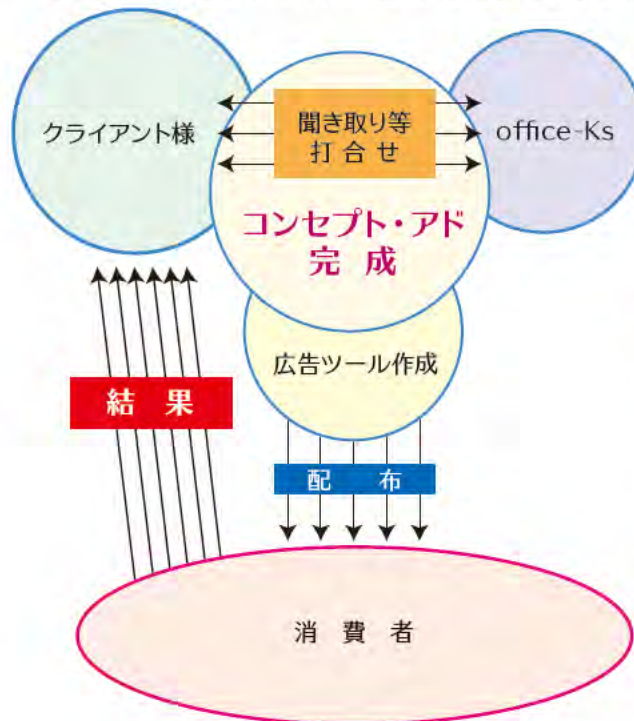 クライアント様
聞き取り等
打 合 せ
office-Ks
コンセプト・アド
完 成
広告ツール作成
結 果
配 布
消 費 者